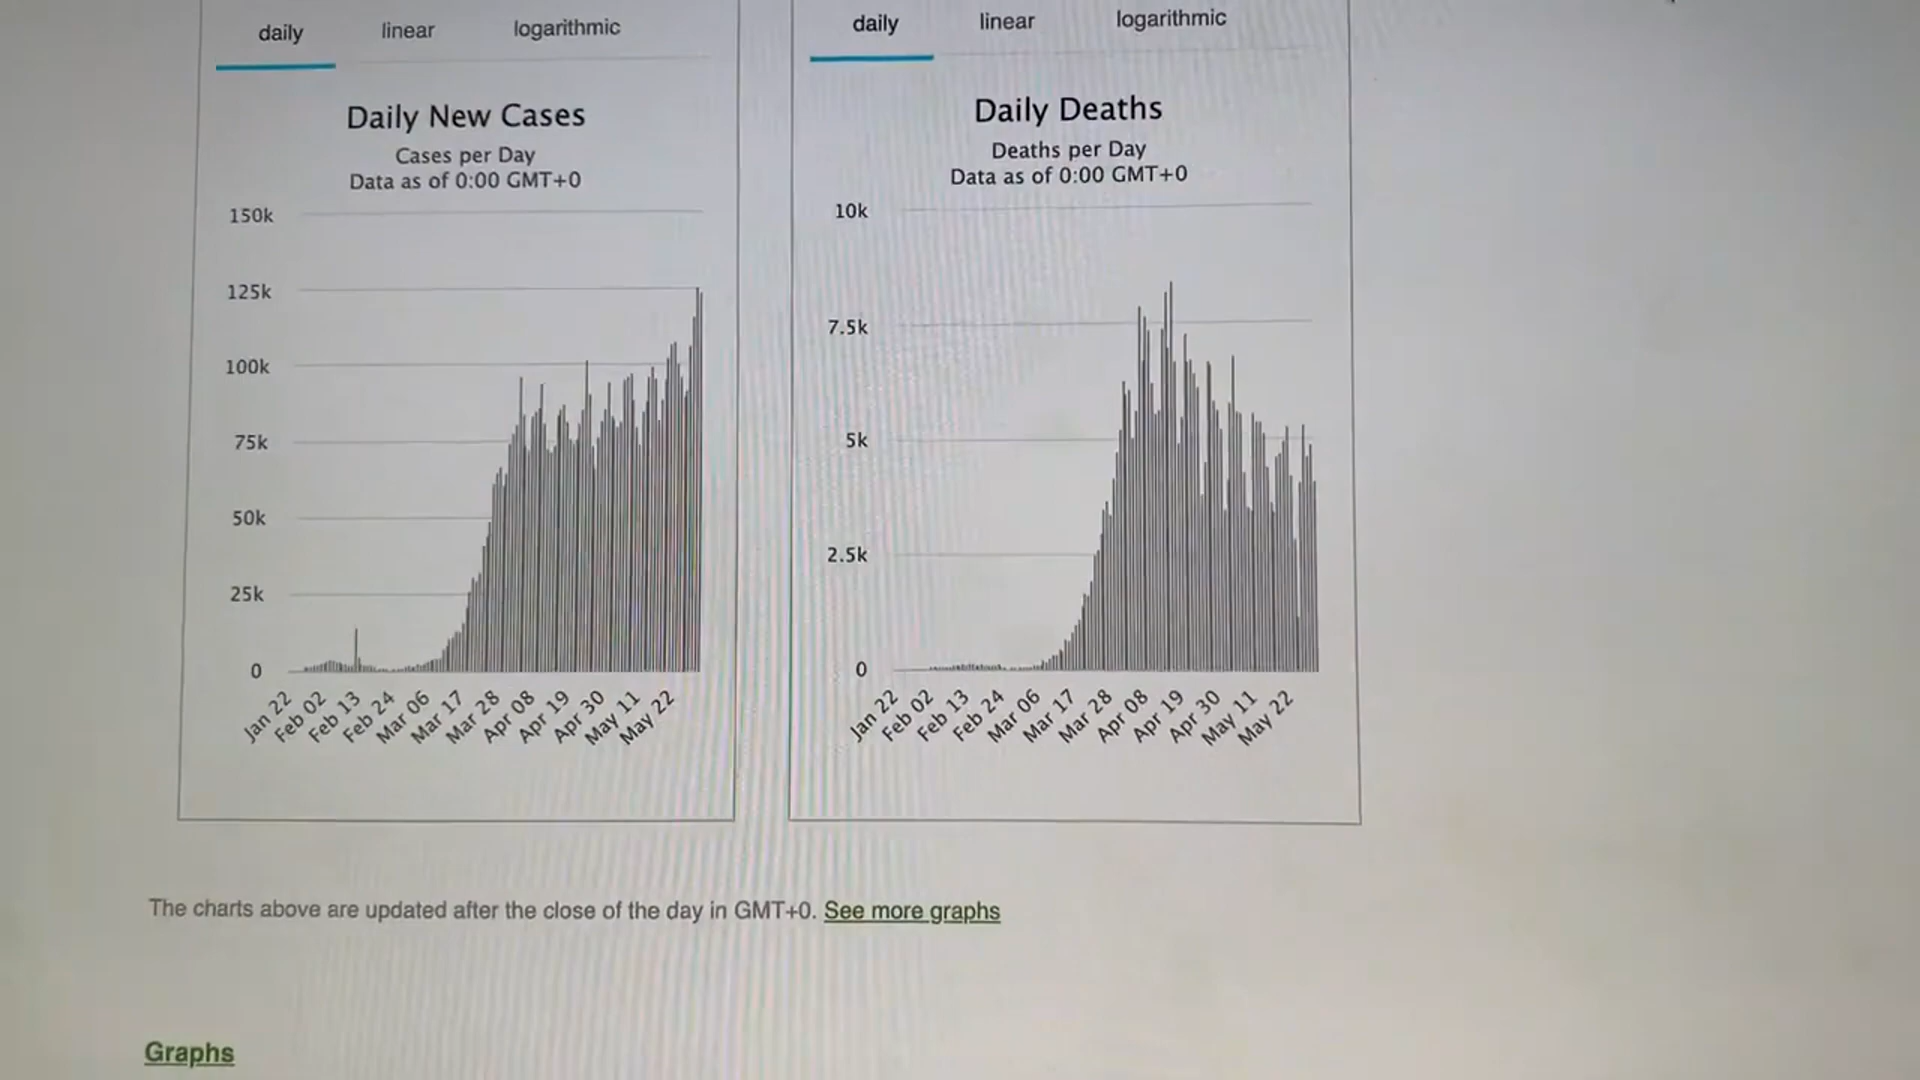 daily linear logarithmic
Daily New Cases
Cases per Day
Data as of 0:00 GMT+0
150k
125k
100k
75k
50k
25k
0
Jan 22 Feb 02 Feb 13 Feb 24 Mar 06 Mar 17 Mar 28 Apr 08 Apr 19 Apr 30 May 11 May 22
daily linear logarithmic
Daily Deaths
Deaths per Day
Data as of 0:00 GMT+0
10k
7.5k
5k
2.5k
0
Jan 22 Feb 02 Feb 13 Feb 24 Mar 06 Mar 17 Mar 28 Apr 08 Apr 19 Apr 30 May 11 May 22
The charts above are updated after the close of the day in GMT+0. See more graphs
Graphs